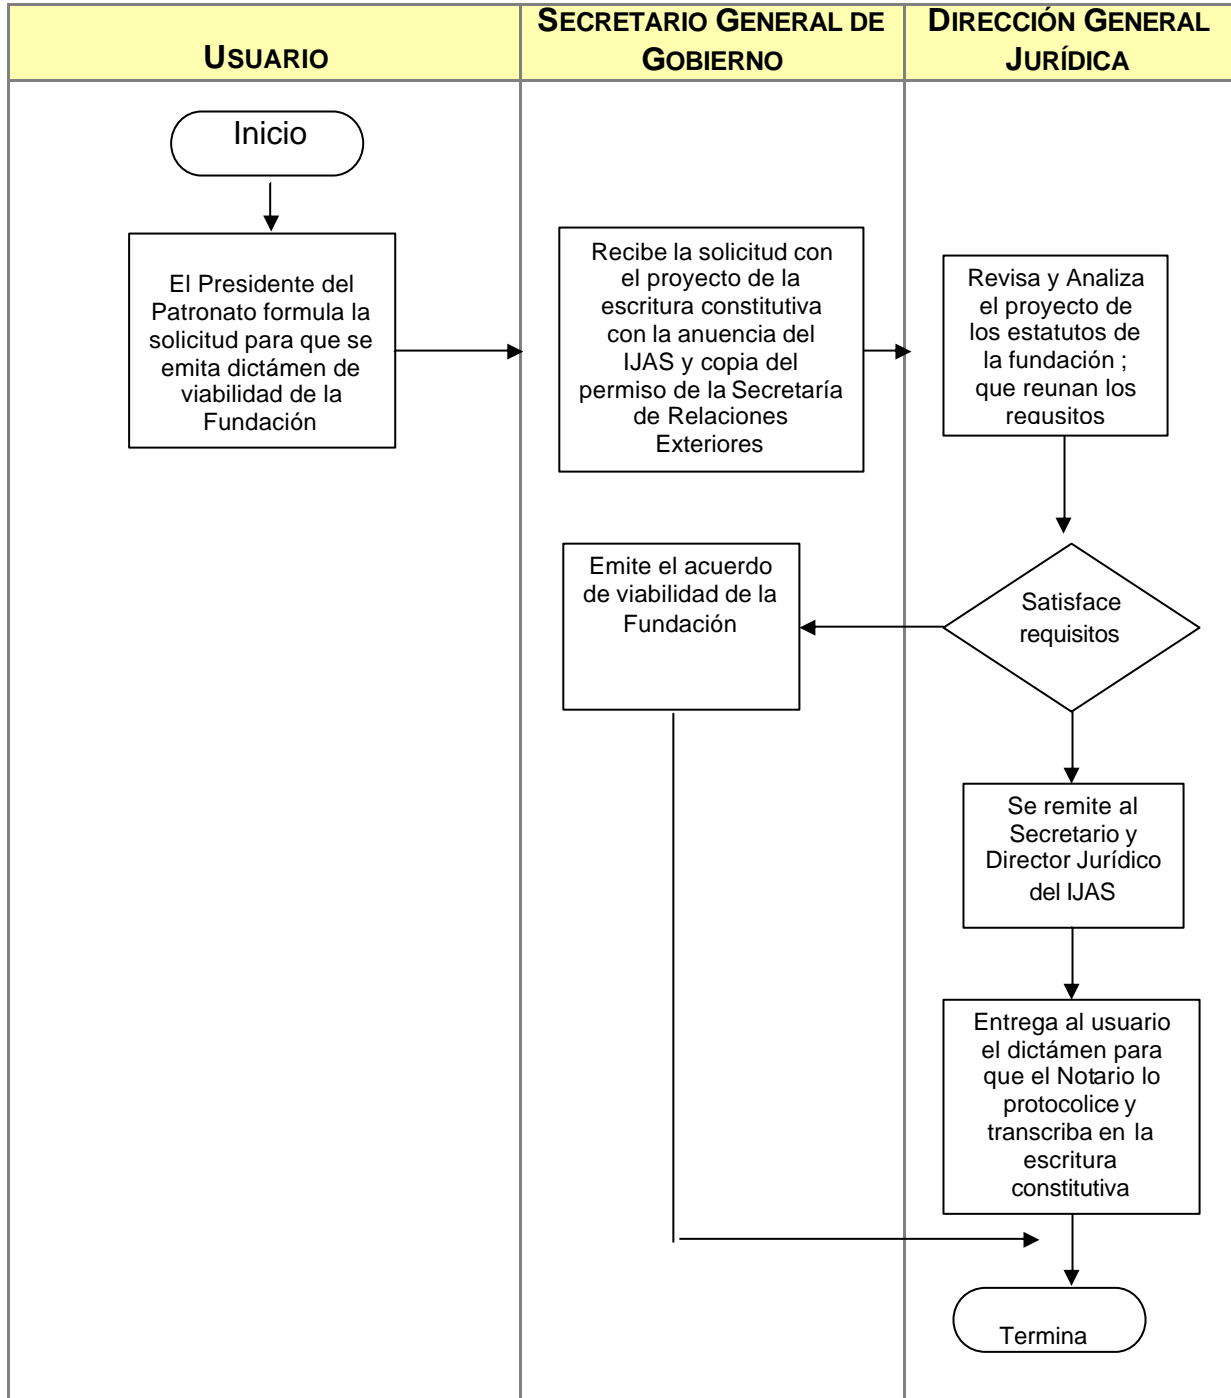 USUARIO
SECRETARIO GENERAL DE
GOBIERNO
DIRECCIÓN GENERAL
JURÍDICA
Inicio
El Presidente del
Patronato formula la
solicitud para que se
emita dictámen de
viabilidad de la
Fundación
Recibe la solicitud con
el proyecto de la
escritura constitutiva
con la anuencia del
IJAS y copia del
permiso de la Secretaría
de Relaciones
Exteriores
Revisa y Analiza
el proyecto de
los estatutos de
la fundación ;
que reunan los
requsitos
Emite el acuerdo
de viabilidad de la
Fundación
Satisface
requisitos
Se remite al
Secretario y
Director Jurídico
del IJAS
Entrega al usuario
el dictámen para
que el Notario lo
protocolice y
transcriba en la
escritura
constitutiva
Termina